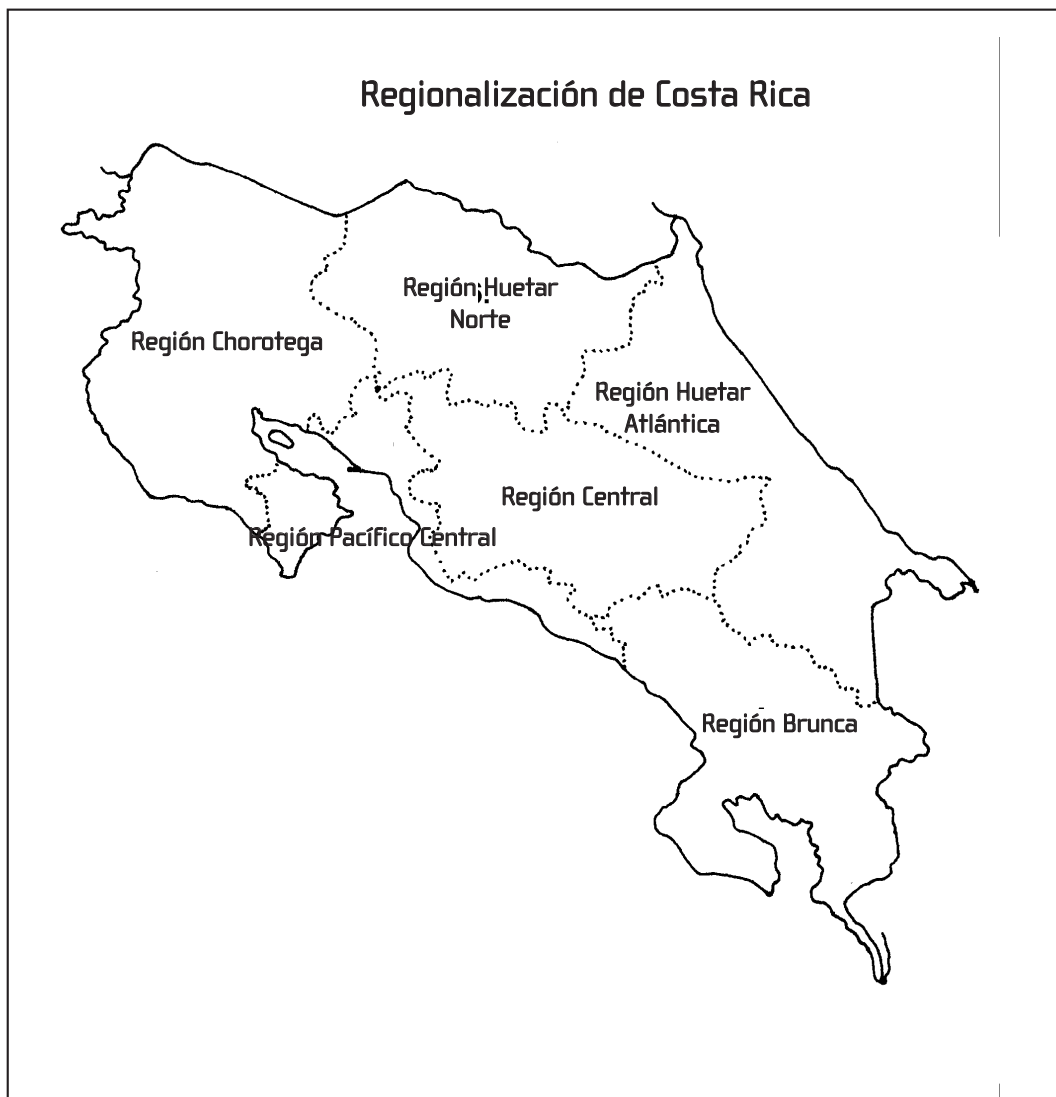 Regionalización de Costa Rica
Región Huetar
Norte
Región Chorotega
Región Huetar
Atlántica
Región Central
Región Pacífico Central
Región Brunca